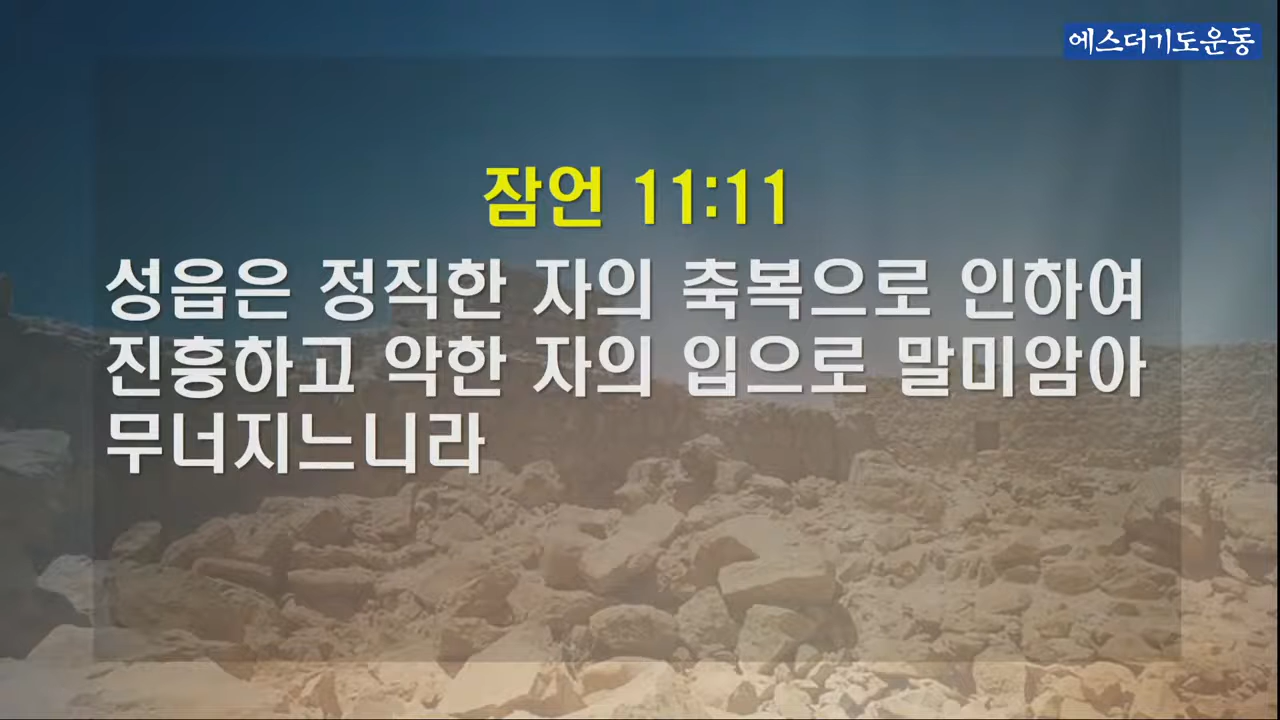 에스더기도운동
잠언 11:11
성읍은 정직한 자의 축복으로 인하여
진흥하고 악한 자의 입으로 말미암아
무너지느니라